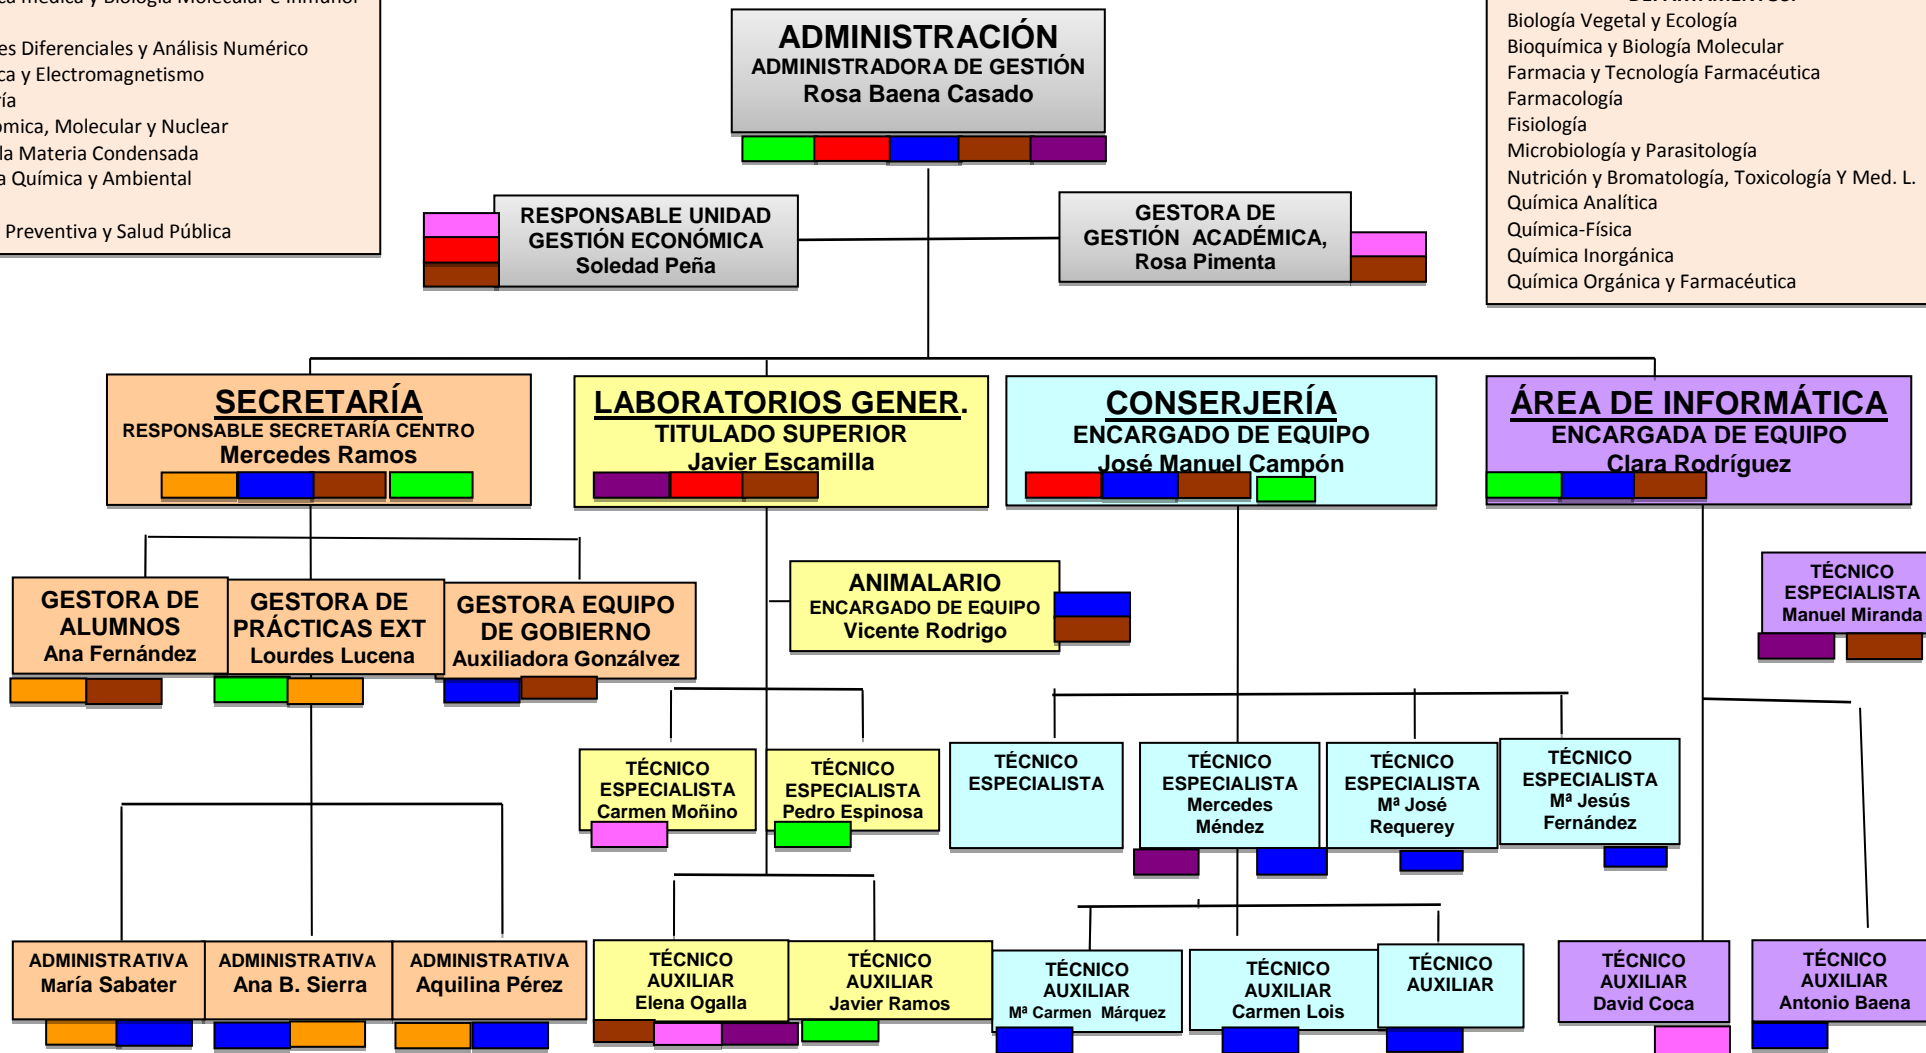 y Biología Molecular e
Diferenciales y Análisis Numérico
y Electromagnetismo
Molecular y Nuclear
la Materia Condensada
Química y Ambiental
Preventiva y Salud Pública
ADMINISTRACIÓN
ADMINISTRADORA DE GESTIÓN
Rosa Baena Casado
DEPARTAMENTOS:
Biología Vegetal y Ecología
Bioquímica y Biología Molecular
Farmacia y Tecnología Farmacéutica
Farmacología
Fisiología
Microbiología y Parasitología
Nutrición y Bromatología, Toxicología Y Med. L.
Química Analítica
Química-Física
Química Inorgánica
Química Orgánica y Farmacéutica
RESPONSABLE UNIDAD
GESTIÓN ECONÓMICA
Soledad Peña
GESTORA DE
GESTIÓN ACADÉMICA,
Rosa Pimenta
SECRETARÍA
RESPONSABLE SECRETARÍA CENTRO
Mercedes Ramos
LABORATORIOS GENER.
TITULADO SUPERIOR
Javier Escamilla
CONSERJERÍA
ENCARGADO DE EQUIPO
José Manuel Campón
ÁREA DE INFORMÁTICA
ENCARGADA DE EQUIPO
Clara Rodríguez
GESTORA DE
ALUMNOS
Ana Fernández
GESTORA DE
PRÁCTICAS EXT
Lourdes Lucena
GESTORA EQUIPO
DE GOBIERNO
Auxiliadora Gonzálvez
ANIMALARIO
ENCARGADO DE EQUIPO
Vicente Rodrigo
TÉCNICO
ESPECIALISTA
Manuel Miranda
TÉCNICO
ESPECIALISTA
Carmen Moñino
TÉCNICO
ESPECIALISTA
Pedro Espinosa
TÉCNICO
ESPECIALISTA
TÉCNICO
ESPECIALISTA
Mercedes
Méndez
TÉCNICO
ESPECIALISTA
Mª José
Requerey
TÉCNICO
ESPECIALISTA
Mª Jesús
Fernández
ADMINISTRATIVA
María Sabater
ADMINISTRATIVA
Ana B. Sierra
ADMINISTRATIVA
Aquilina Pérez
TÉCNICO
AUXILIAR
Elena Ogalla
TÉCNICO
AUXILIAR
Javier Ramos
TÉCNICO
AUXILIAR
Mª Carmen Márquez
TÉCNICO
AUXILIAR
Carmen Lois
TÉCNICO
AUXILIAR
TÉCNICO
AUXILIAR
David Coca
TÉCNICO
AUXILIAR
Antonio Baena